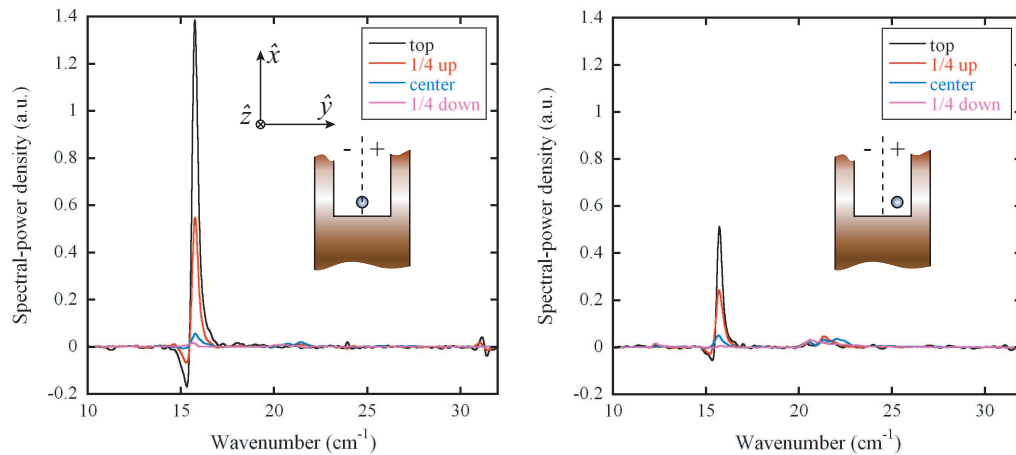 1.4
1.2
1
0.8
0.6
0.4
0.2
0
-0.2
Spectral-power density (a.u.)
10 15 20 25 30
Wavenumber (cm⁻¹)
top
1/4 up
center
1/4 down
x̂
ẑ ŷ
- +
1.4
1.2
1
0.8
0.6
0.4
0.2
0
-0.2
Spectral-power density (a.u.)
10 15 20 25 30
Wavenumber (cm⁻¹)
top
1/4 up
center
1/4 down
- +